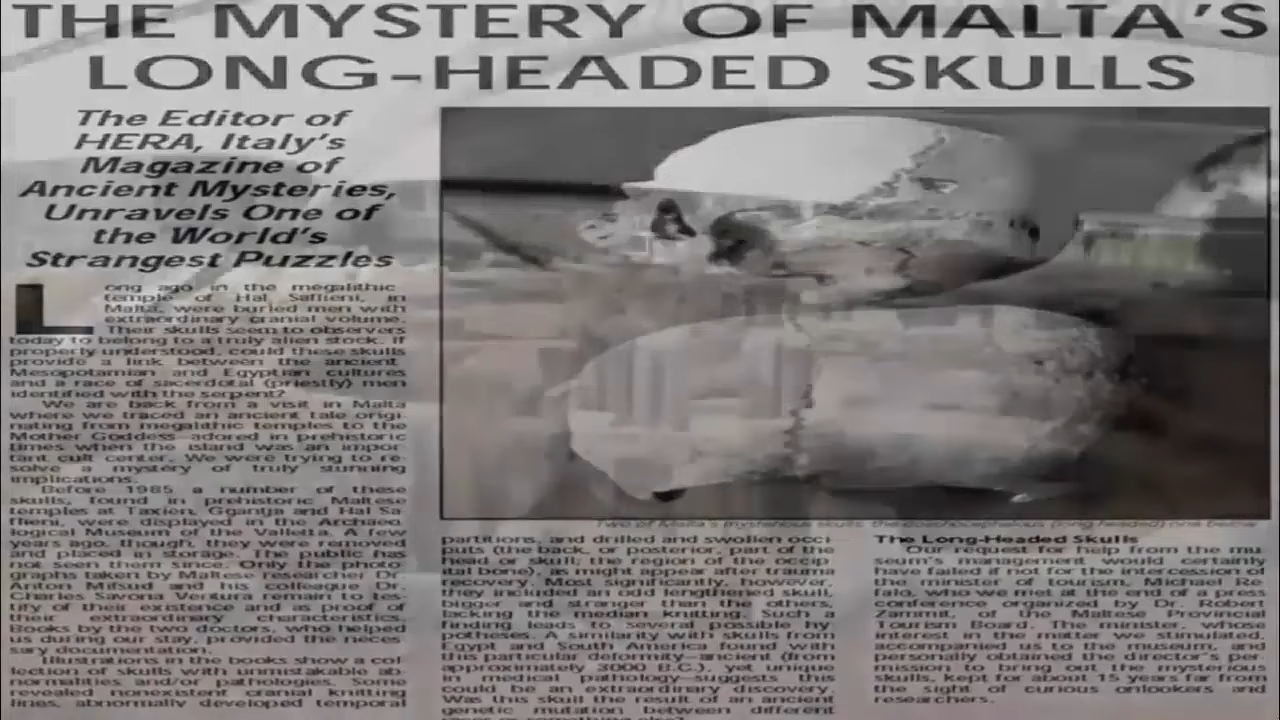 THE MYSTERY OF MALTA'S
LONG-HEADED SKULLS
The Editor of
HERA, Italy's
Magazine of
Ancient Mysteries,
Unravels One of
the World's
Strangest Puzzles
Long ago in the megalithic
temple of Hal Saflieni, in
Malta, were buried men with
extraordinary cranial volume.
Their skulls seem to observers
today to belong to a truly alien stock. If
properly understood, could these skulls
provide a link between the ancient
Mesopotamian and Egyptian cultures
and a race of sacerdotal (priestly) men
identified with the serpent?
We are back from a visit in Malta
where we traced an ancient tale origi-
nating from megalithic temples to the
Mother Goddess adored in prehistoric
times when the island was an impor-
tant cult center. We were trying to re-
solve a mystery of truly stunning
implications.
Before 1985 a number of these
skulls, found in prehistoric Maltese
temples at Taxien, Ggantja and Hal Sa-
flieni, were displayed in the Archaeo-
logical Museum of the Valletta. A few
years ago, though, they were removed
and placed in storage. The public has
not seen them since. Only the photo-
graphs taken by Maltese researcher Dr.
Anton Mifsud and his colleague Dr.
Charles Savona Ventura remain to tes-
tify of their existence and as proof of
their extraordinary characteristics.
Books by the two doctors, who helped
us during our stay, provided the neces-
sary documentation.
Illustrations in the books show a col-
lection of skulls with unmistakable ab-
normalities and/or pathologies. Some
revealed nonexistent cranial knitting
lines, abnormally developed temporal
Two of Malta's mysterious skulls: the dolichocephalous (long headed) one below
partitions, and drilled and swollen occi-
puts (the back, or posterior, part of the
head or skull; the region of the occip-
ital bone), as might appear after trauma
recovery. Most significantly, however,
they included an odd lengthened skull,
bigger and stranger than the others,
lacking the median knitting. Such a
finding leads to several possible hy-
potheses. A similarity with skulls from
Egypt and South America found with
this particular deformity—ancient (from
approximately 3000 B.C.), yet unique
in medical pathology—suggests this
could be an extraordinary discovery.
Was this skull the result of an ancient
genetic mutation between different
races or something else?
The Long-Headed Skulls
Our request for help from the mu-
seum's management would certainly
have failed if not for the intercession of
the minister of tourism, Michael Re-
falo, who we met at the end of a press
conference organized by Dr. Robert
Zammit, of the Maltese Provincial
Tourism Board. The minister, whose
interest in the matter we stimulated,
accompanied us to the museum, and
personally obtained the director's per-
mission to bring out the mysterious
skulls, kept for about 15 years far from
the sight of curious onlookers and
researchers.